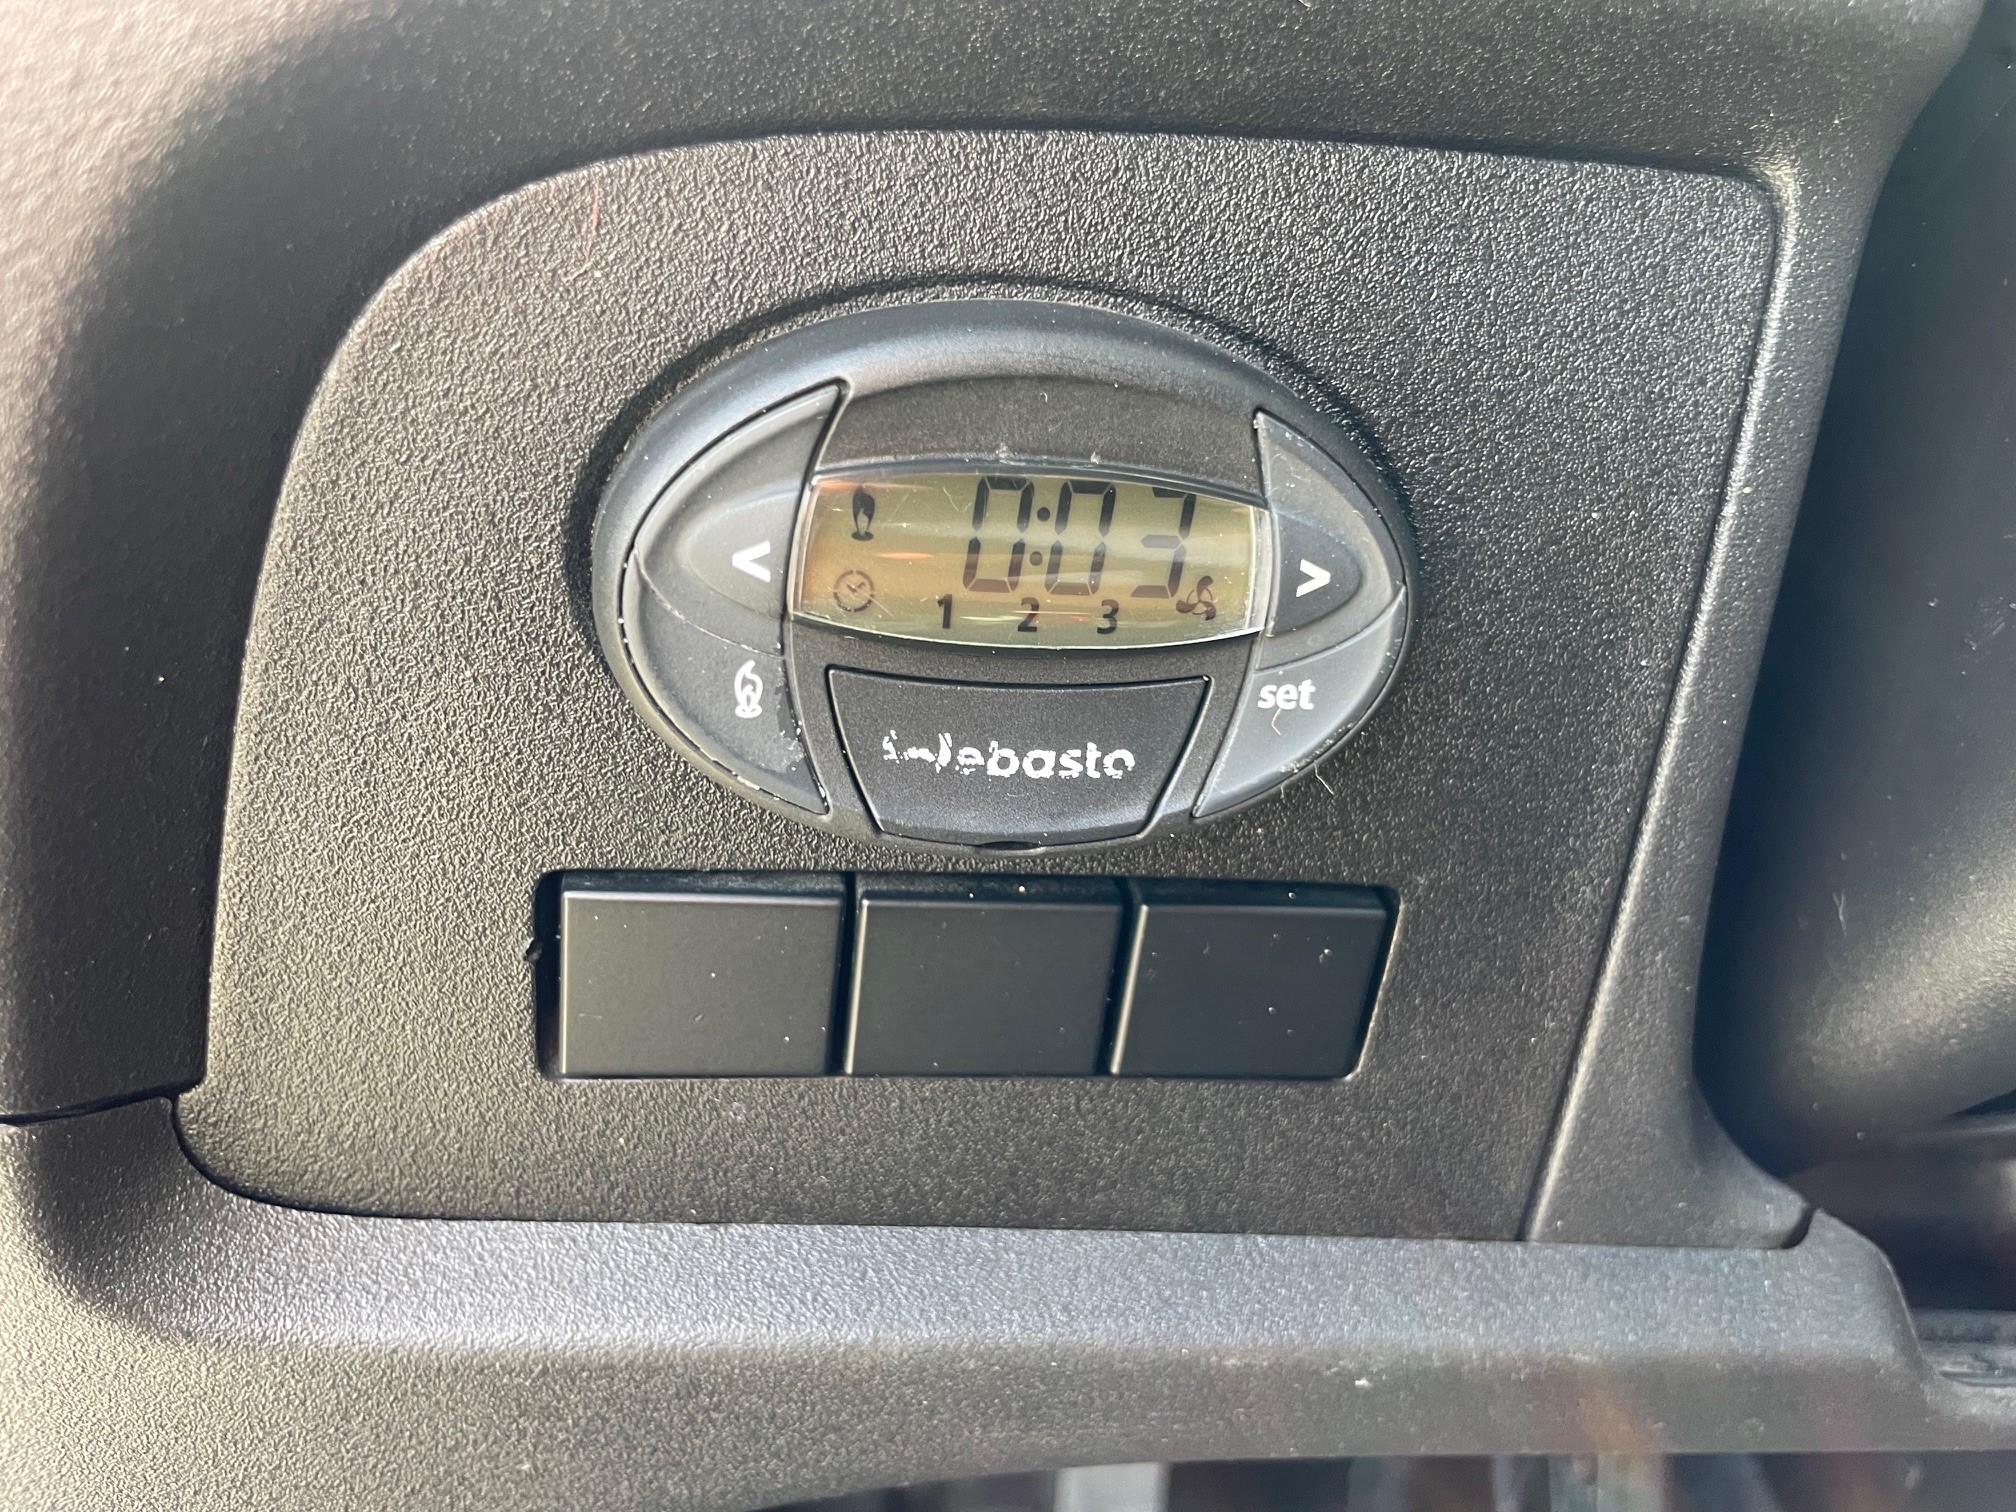 0:03
1 2 3
<
>
set
Webasto